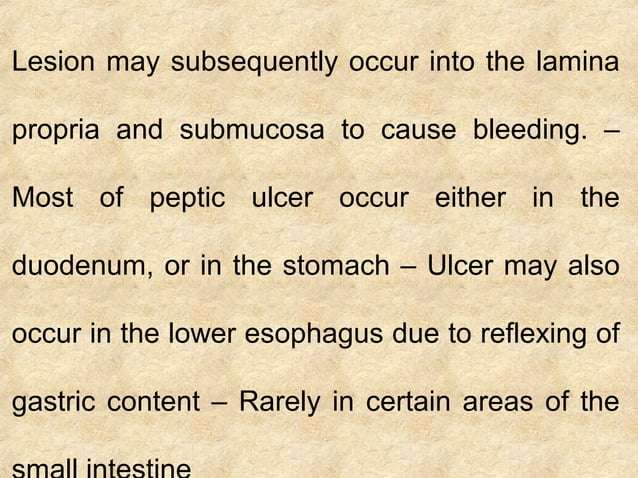 Lesion may subsequently occur into the lamina
propria and submucosa to cause bleeding. –
Most of peptic ulcer occur either in the
duodenum, or in the stomach – Ulcer may also
occur in the lower esophagus due to reflexing of
gastric content – Rarely in certain areas of the
small intestine